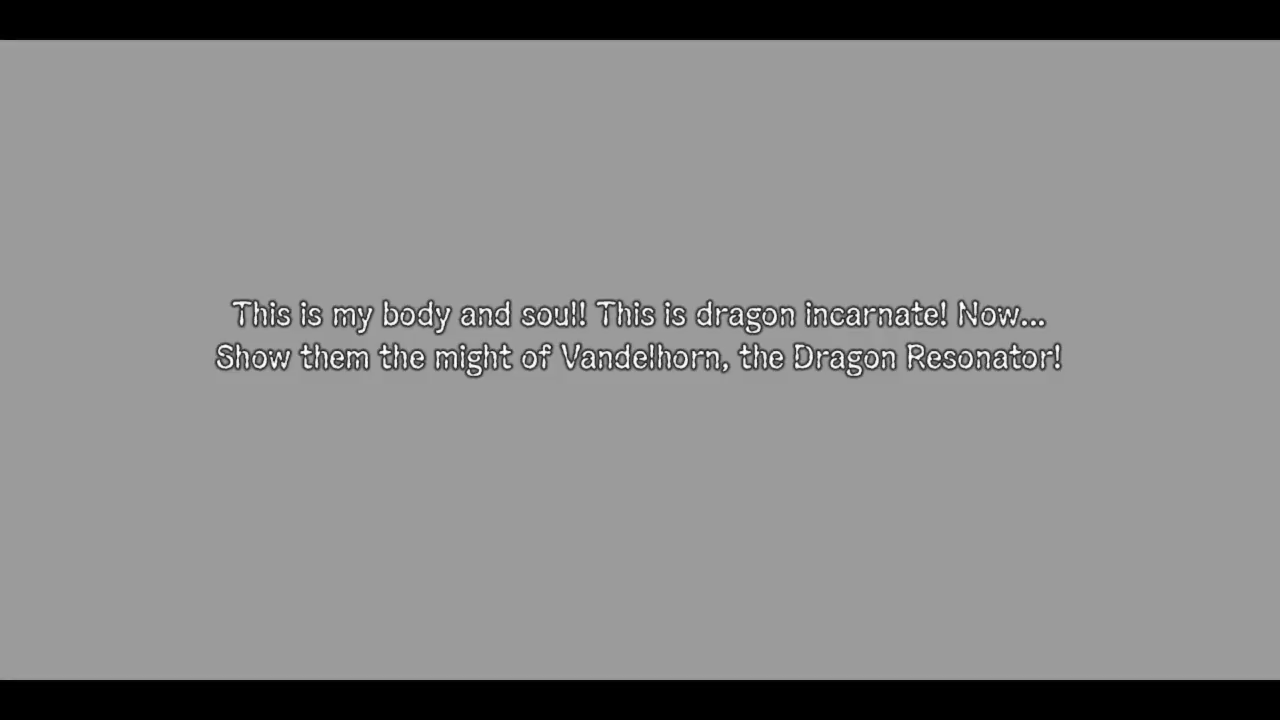 This is my body and soul! This is dragon incarnate! Now...
Show them the might of Vandelhorn, the Dragon Resonator!